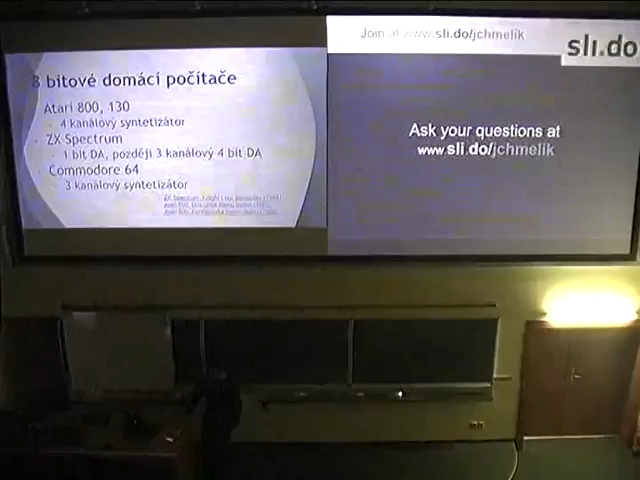 8 bitové domácí počítače
Atari 800, 130
4 kanálový syntetizátor
ZX Spectrum
1 bit DA, později 3 kanálový 4 bit DA
Commodore 64
3 kanálový syntetizátor
Join at www.sli.do/jchmelik
sli.do
Ask your questions at
www.sli.do/jchmelik